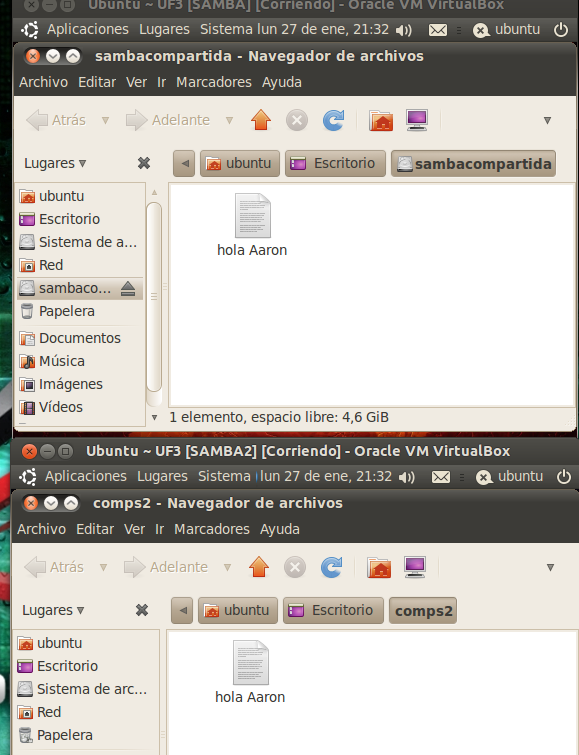 Ubuntu ~ UF3 [SAMBA] [Corriendo] - Oracle VM VirtualBox
Aplicaciones Lugares Sistema lun 27 de ene, 21:32 ubuntu
sambacompartida - Navegador de archivos
Archivo Editar Ver Ir Marcadores Ayuda
Atrás Adelante
Lugares ubuntu Escritorio sambacompartida
ubuntu
Escritorio
Sistema de a...
Red
sambaco...
Papelera
Documentos
Música
Imágenes
Vídeos
hola Aaron
1 elemento, espacio libre: 4,6 GiB
Ubuntu ~ UF3 [SAMBA2] [Corriendo] - Oracle VM VirtualBox
Aplicaciones Lugares Sistema lun 27 de ene, 21:32 ubuntu
comps2 - Navegador de archivos
Archivo Editar Ver Ir Marcadores Ayuda
Atrás Adelante
Lugares ubuntu Escritorio comps2
ubuntu
Escritorio
Sistema de arc...
Red
Papelera
hola Aaron